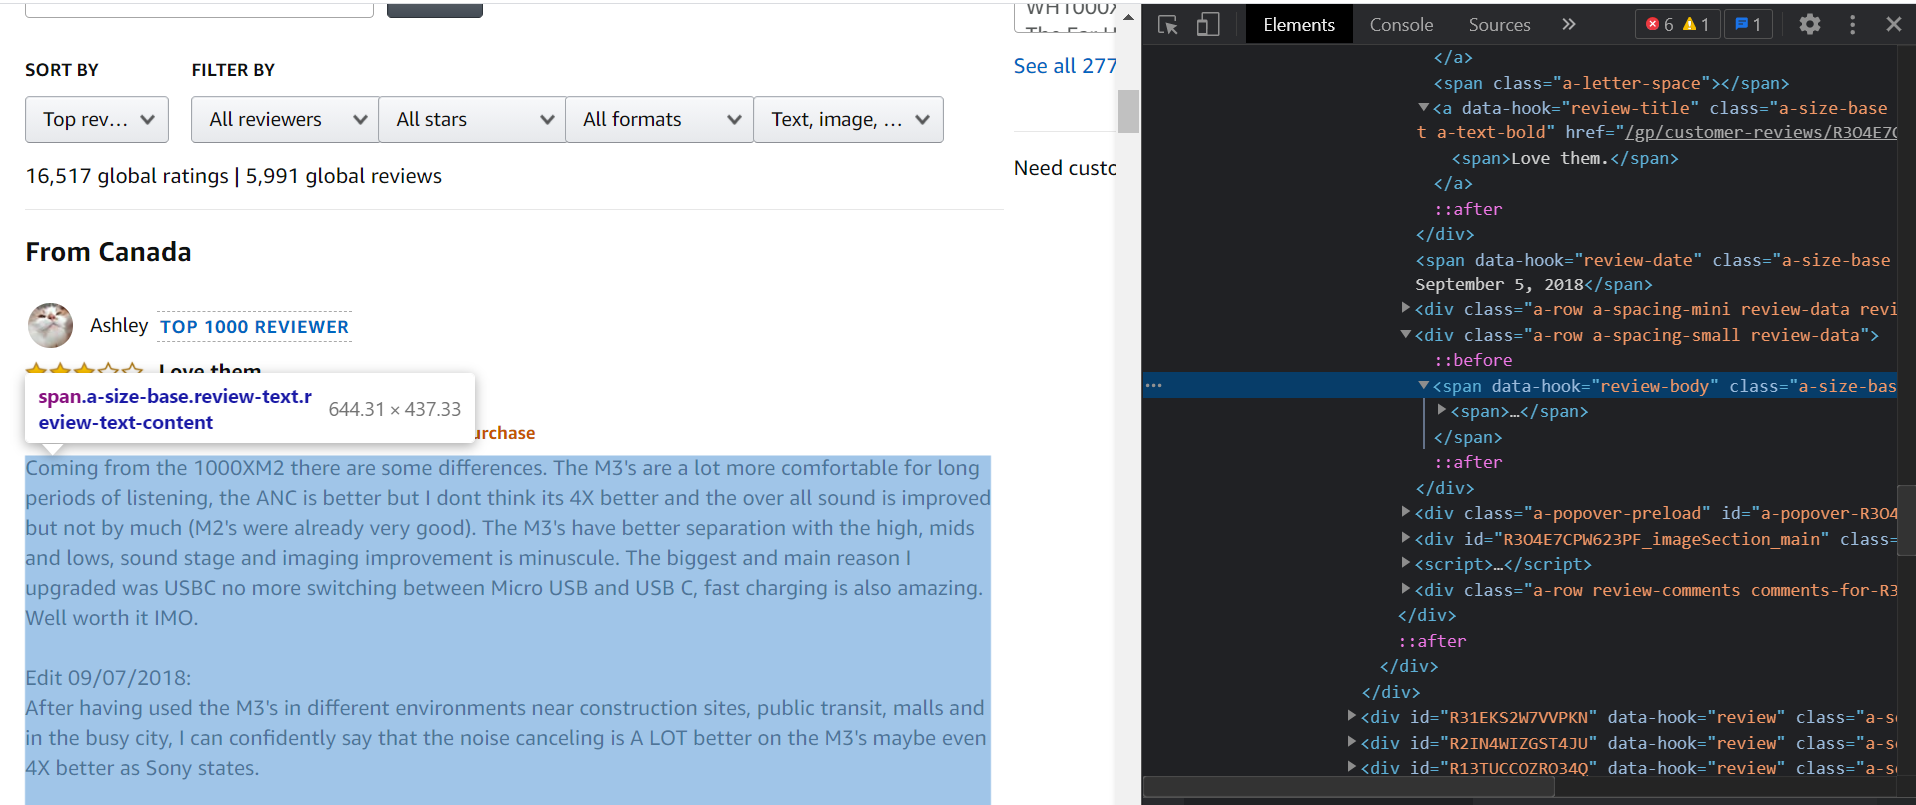 SORT BY
FILTER BY
Top rev...
All reviewers
All stars
All formats
Text, image, ...
16,517 global ratings | 5,991 global reviews
From Canada
Ashley TOP 1000 REVIEWER
Love them.
span.a-size-base.review-text.r
eview-text-content
644.31 × 437.33
urchase
Coming from the 1000XM2 there are some differences. The M3's are a lot more comfortable for long
periods of listening, the ANC is better but I dont think its 4X better and the over all sound is improved
but not by much (M2's were already very good). The M3's have better separation with the high, mids
and lows, sound stage and imaging improvement is minuscule. The biggest and main reason I
upgraded was USBC no more switching between Micro USB and USB C, fast charging is also amazing.
Well worth it IMO.
Edit 09/07/2018:
After having used the M3's in different environments near construction sites, public transit, malls and
in the busy city, I can confidently say that the noise canceling is A LOT better on the M3's maybe even
4X better as Sony states.
WH1000X
See all 277
Need custo
Elements Console Sources » 6 1 1
</a>
<span class="a-letter-space"></span>
<a data-hook="review-title" class="a-size-base
t a-text-bold" href="/gp/customer-reviews/R3O4E7C
<span>Love them.</span>
</a>
::after
</div>
<span data-hook="review-date" class="a-size-base
September 5, 2018</span>
<div class="a-row a-spacing-mini review-data revi
<div class="a-row a-spacing-small review-data">
::before
<span data-hook="review-body" class="a-size-bas
<span>…</span>
</span>
::after
</div>
<div class="a-popover-preload" id="a-popover-R3O4
<div id="R3O4E7CPW623PF_imageSection_main" class=
<script>…</script>
<div class="a-row review-comments comments-for-R3
</div>
::after
</div>
</div>
<div id="R31EKS2W7VVPKN" data-hook="review" class="a-se
<div id="R2IN4WIZGST4JU" data-hook="review" class="a-s
<div id="R13TUCCOZRO34Q" data-hook="review" class="a-s